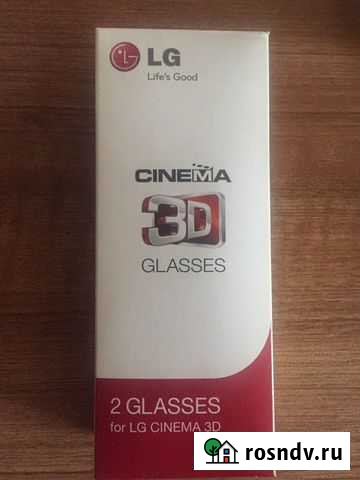 LG
Life's Good
CINEMA
3D
GLASSES
2 GLASSES
for LG CINEMA 3D
rosndv.ru